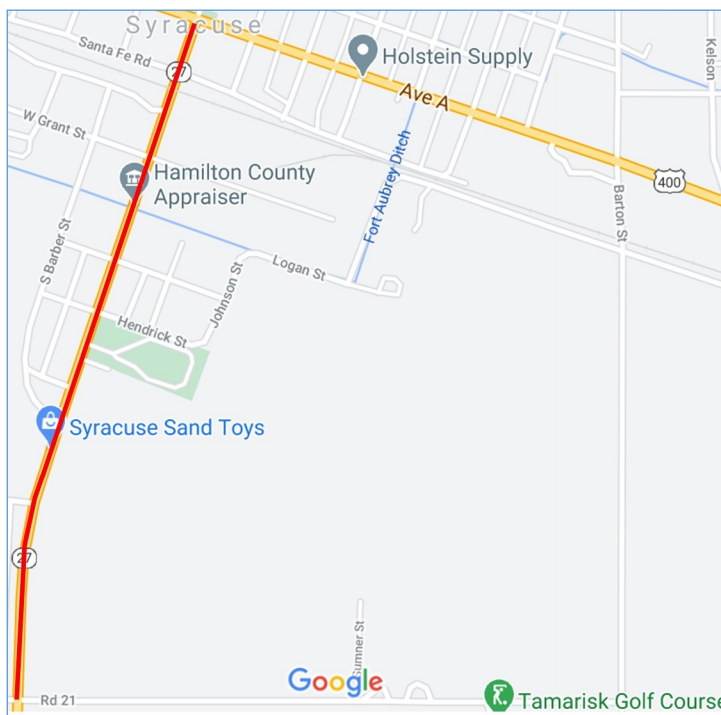 Syracuse
Santa Fe Rd
27
Holstein Supply
Kelson
Ave A
W Grant St
Hamilton County
Appraiser
Fort Aubrey Ditch
400
Barton St
S Barber St
Logan St
Johnson St
Hendrick St
Syracuse Sand Toys
27
Sumner St
Google
Rd 21
Tamarisk Golf Course